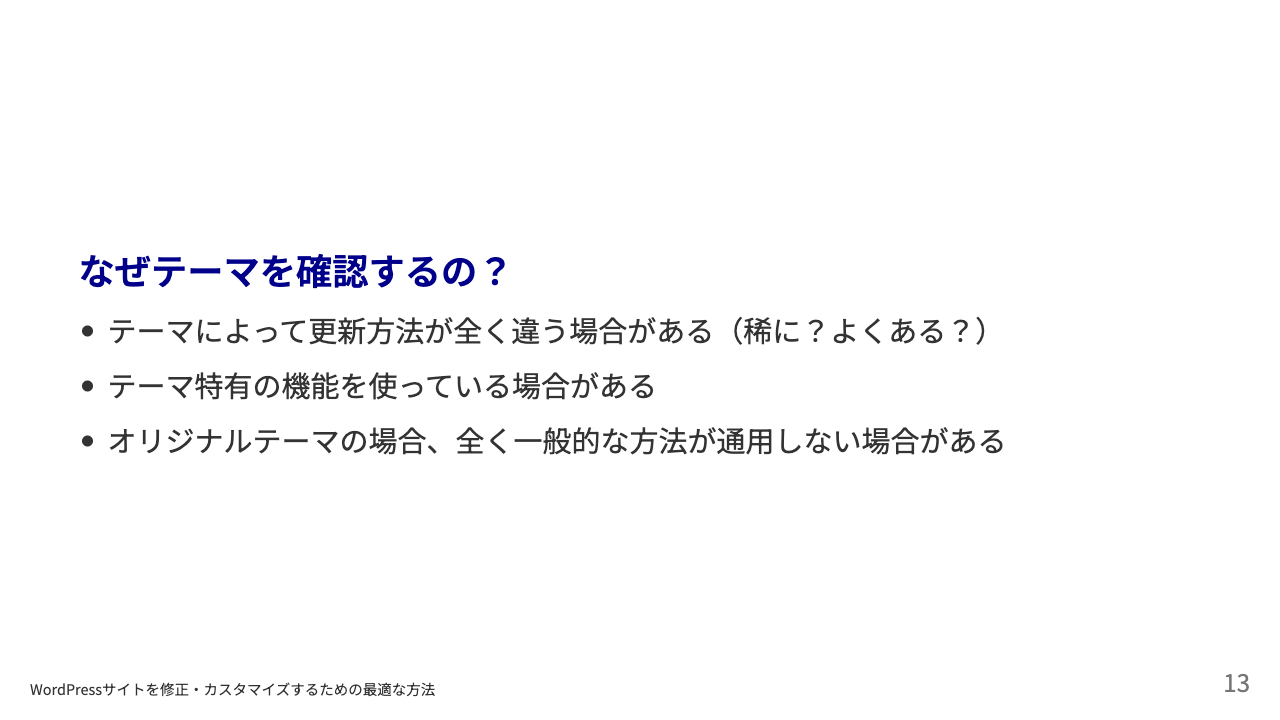 なぜテーマを確認するの？
• テーマによって更新方法が全く違う場合がある（稀に？よくある？）
• テーマ特有の機能を使っている場合がある
• オリジナルテーマの場合、全く一般的な方法が通用しない場合がある
WordPressサイトを修正・カスタマイズするための最適な方法
13